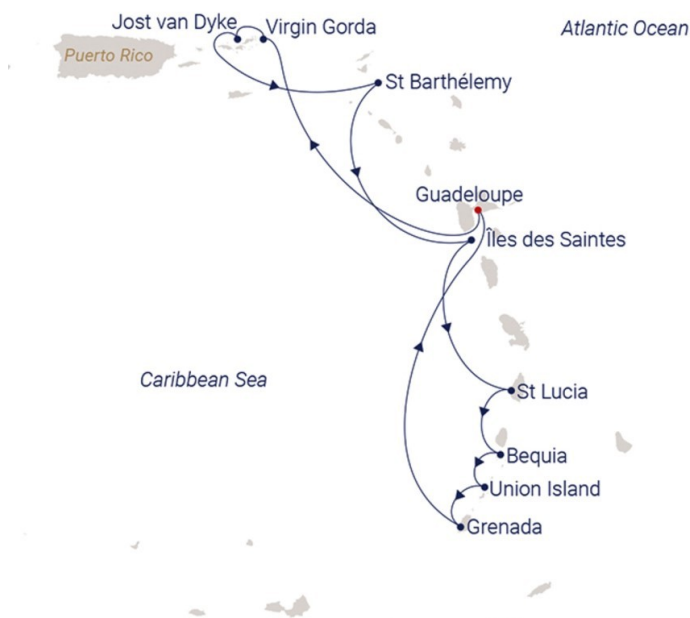 Jost van Dyke
Virgin Gorda
Atlantic Ocean
Puerto Rico
St Barthélemy
Guadeloupe
Îles des Saintes
Caribbean Sea
St Lucia
Bequia
Union Island
Grenada